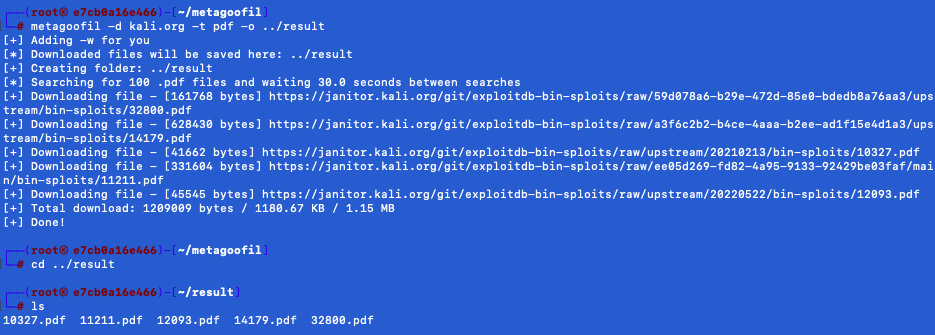 ┌──(root㉿e7cb0a16e466)-[~/metagoofil]
└─# metagoofil -d kali.org -t pdf -o ../result
[+] Adding -w for you
[*] Downloaded files will be saved here: ../result
[+] Creating folder: ../result
[*] Searching for 100 .pdf files and waiting 30.0 seconds between searches
[+] Downloading file - [161768 bytes] https://janitor.kali.org/git/exploitdb-bin-sploits/raw/59d078a6-b29e-472d-85e0-bdedb8a76aa3/ups
tream/bin-sploits/32800.pdf
[+] Downloading file - [628430 bytes] https://janitor.kali.org/git/exploitdb-bin-sploits/raw/a3f6c2b2-b4ce-4aaa-b2ee-ad1f15e4d1a3/ups
tream/bin-sploits/14179.pdf
[+] Downloading file - [41662 bytes] https://janitor.kali.org/git/exploitdb-bin-sploits/raw/upstream/20210213/bin-sploits/10327.pdf
[+] Downloading file - [331604 bytes] https://janitor.kali.org/git/exploitdb-bin-sploits/raw/ee05d269-fd82-4a95-9133-92429be03faf/mai
n/bin-sploits/11211.pdf
[+] Downloading file - [45545 bytes] https://janitor.kali.org/git/exploitdb-bin-sploits/raw/upstream/20220522/bin-sploits/12093.pdf
[+] Total download: 1209009 bytes / 1180.67 KB / 1.15 MB
[+] Done!
┌──(root㉿e7cb0a16e466)-[~/metagoofil]
└─# cd ../result
┌──(root㉿e7cb0a16e466)-[~/result]
└─# ls
10327.pdf  11211.pdf  12093.pdf  14179.pdf  32800.pdf